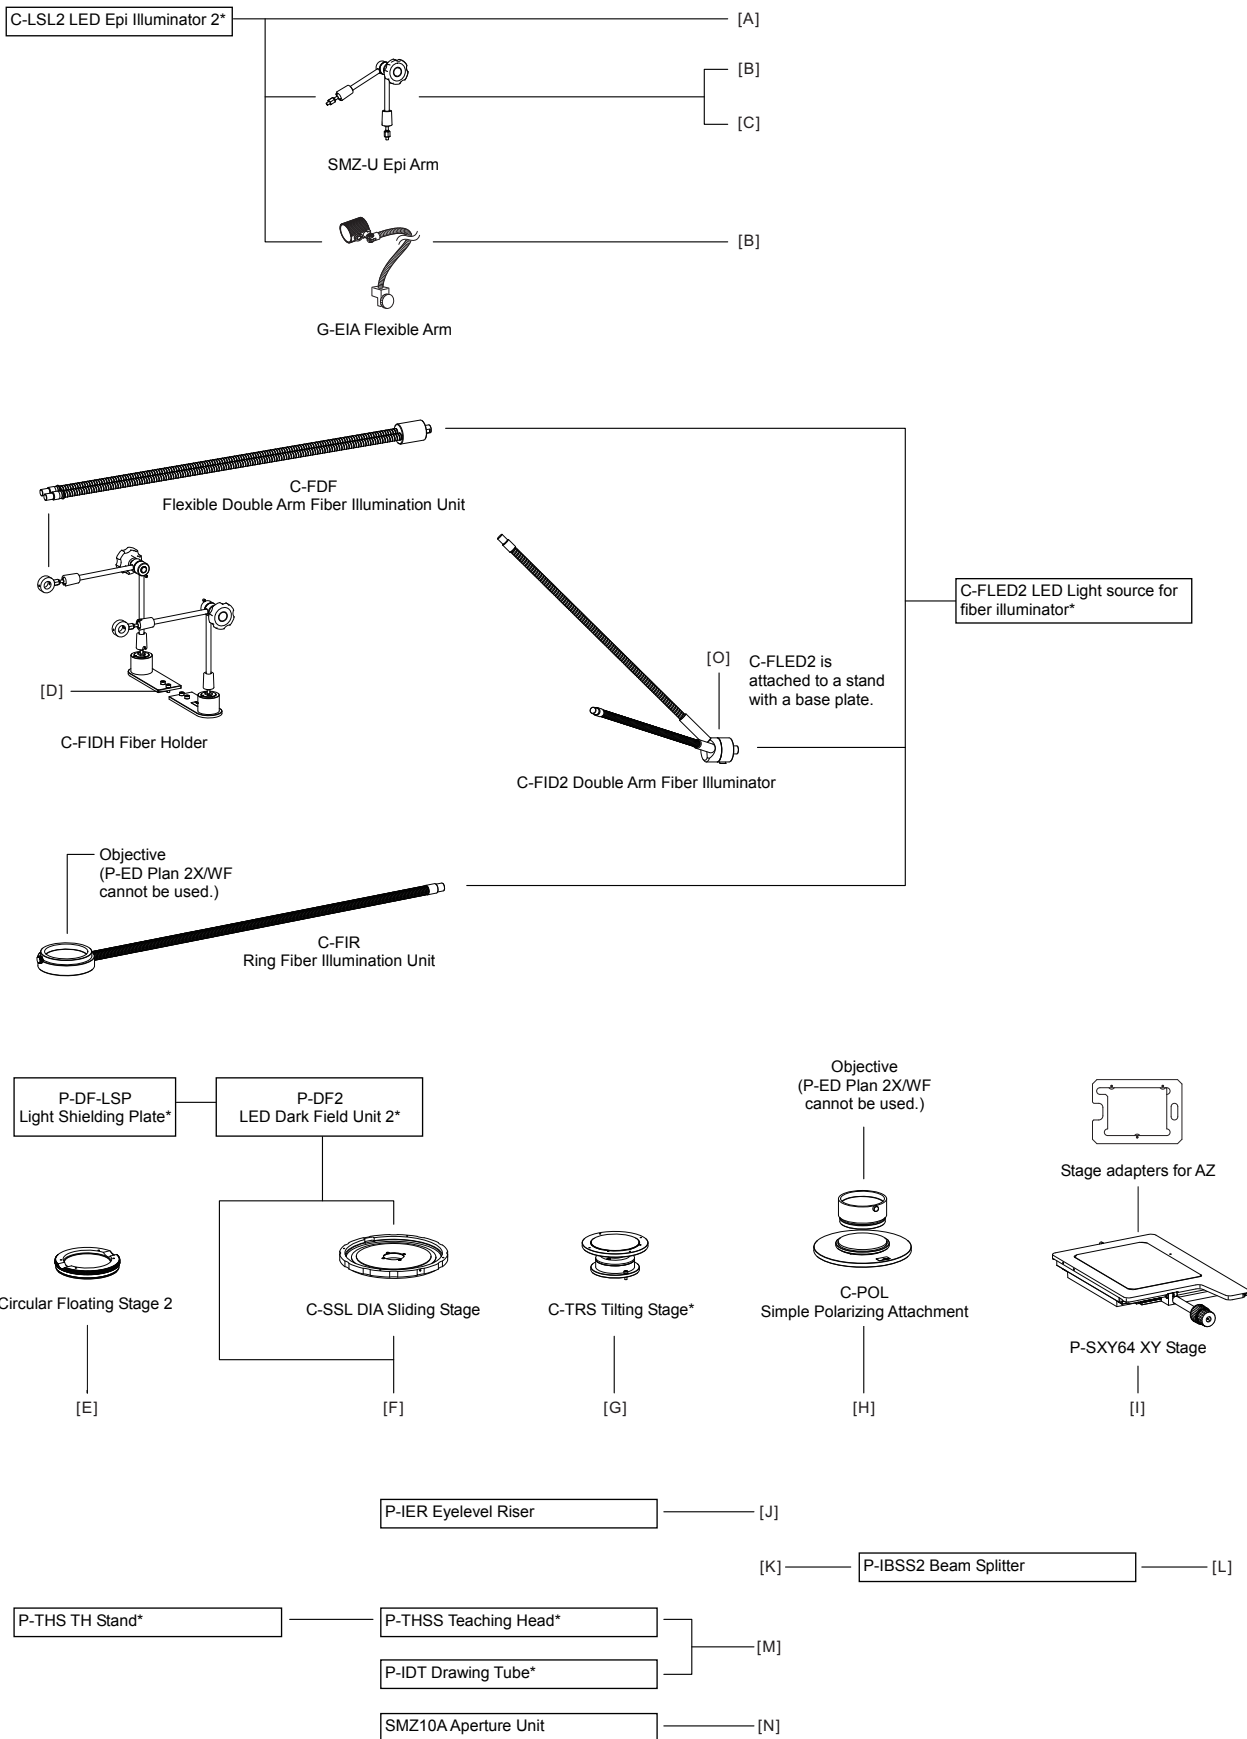 C-LSL2 LED Epi Illuminator 2*
[A]
[B]
[C]
SMZ-U Epi Arm
[B]
G-EIA Flexible Arm
C-FDF
Flexible Double Arm Fiber Illumination Unit
C-FLED2 LED Light source for
fiber illuminator*
[O]
C-FLED2 is
attached to a stand
with a base plate.
[D]
C-FIDH Fiber Holder
C-FID2 Double Arm Fiber Illuminator
Objective
(P-ED Plan 2X/WF
cannot be used.)
C-FIR
Ring Fiber Illumination Unit
P-DF-LSP
Light Shielding Plate*
P-DF2
LED Dark Field Unit 2*
Objective
(P-ED Plan 2X/WF
cannot be used.)
Stage adapters for AZ
Circular Floating Stage 2
C-SSL DIA Sliding Stage
C-TRS Tilting Stage*
C-POL
Simple Polarizing Attachment
P-SXY64 XY Stage
[E]
[F]
[G]
[H]
[I]
P-IER Eyelevel Riser
[J]
[K]
P-IBSS2 Beam Splitter
[L]
P-THS TH Stand*
P-THSS Teaching Head*
[M]
P-IDT Drawing Tube*
SMZ10A Aperture Unit
[N]